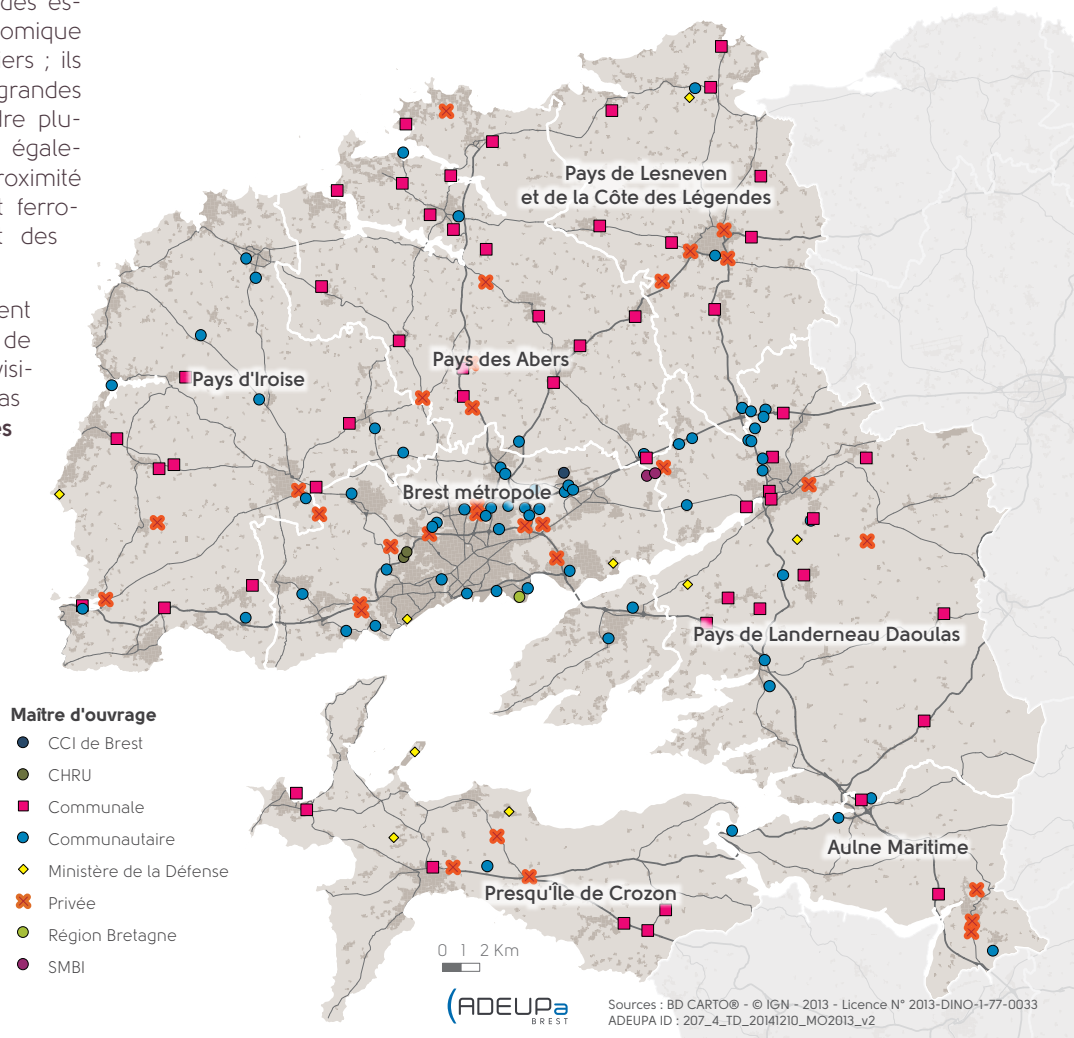 des es-
omique
ers ; ils
grandes
dre plu-
égale-
roximité
t ferro-
t des
ent
de
visi-
as
es
Pays de Lesneven
et de la Côte des Légendes
Pays des Abers
Pays d'Iroise
Brest métropole
Pays de Landerneau Daoulas
Aulne Maritime
Presqu'Île de Crozon
Maître d'ouvrage
CCI de Brest
CHRU
Communale
Communautaire
Ministère de la Défense
Privée
Région Bretagne
SMBI
0 1 2 Km
ADEUPa
BREST
Sources : BD CARTO® - © IGN - 2013 - Licence N° 2013-DINO-1-77-0033
ADEUPA ID : 207_4_TD_20141210_MO2013_v2